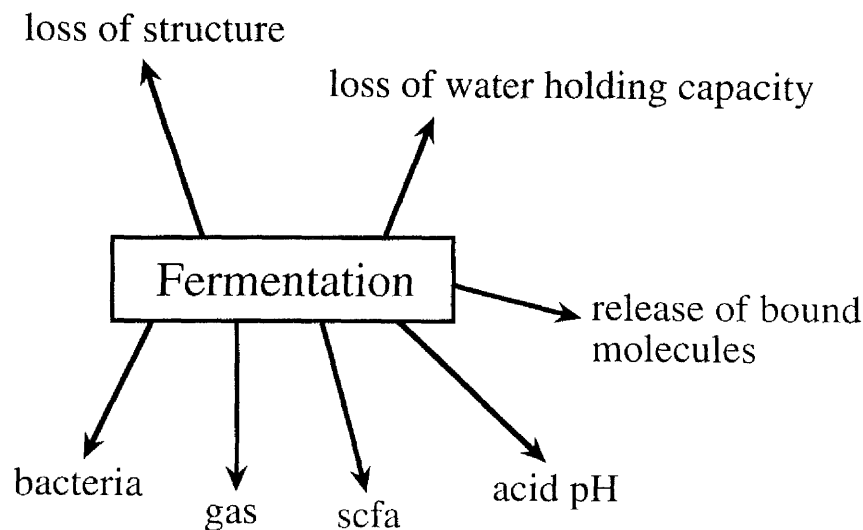 loss of structure
loss of water holding capacity
Fermentation
release of bound
molecules
bacteria
gas
scfa
acid pH